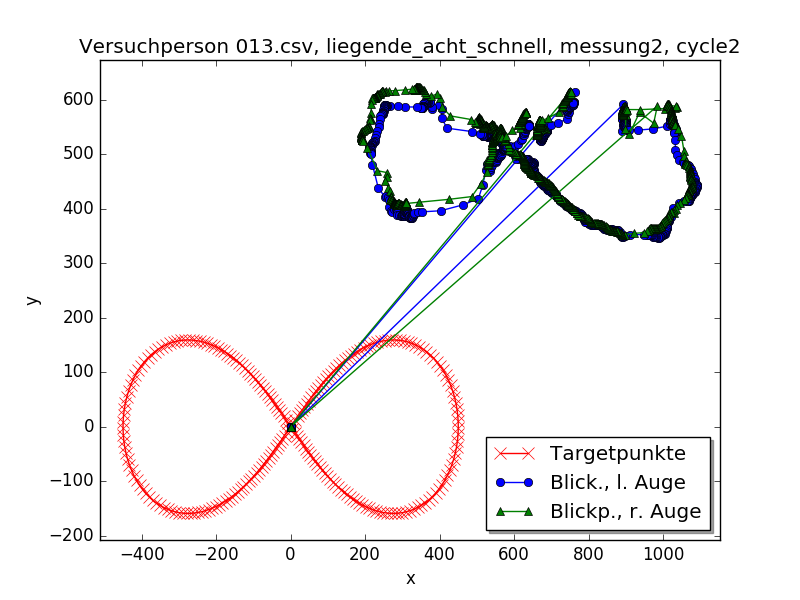 Versuchperson 013.csv, liegende_acht_schnell, messung2, cycle2
600
500
400
300
200
100
0
−100
−200
y
−400 −200 0 200 400 600 800 1000
x
Targetpunkte
Blick., l. Auge
Blickp., r. Auge